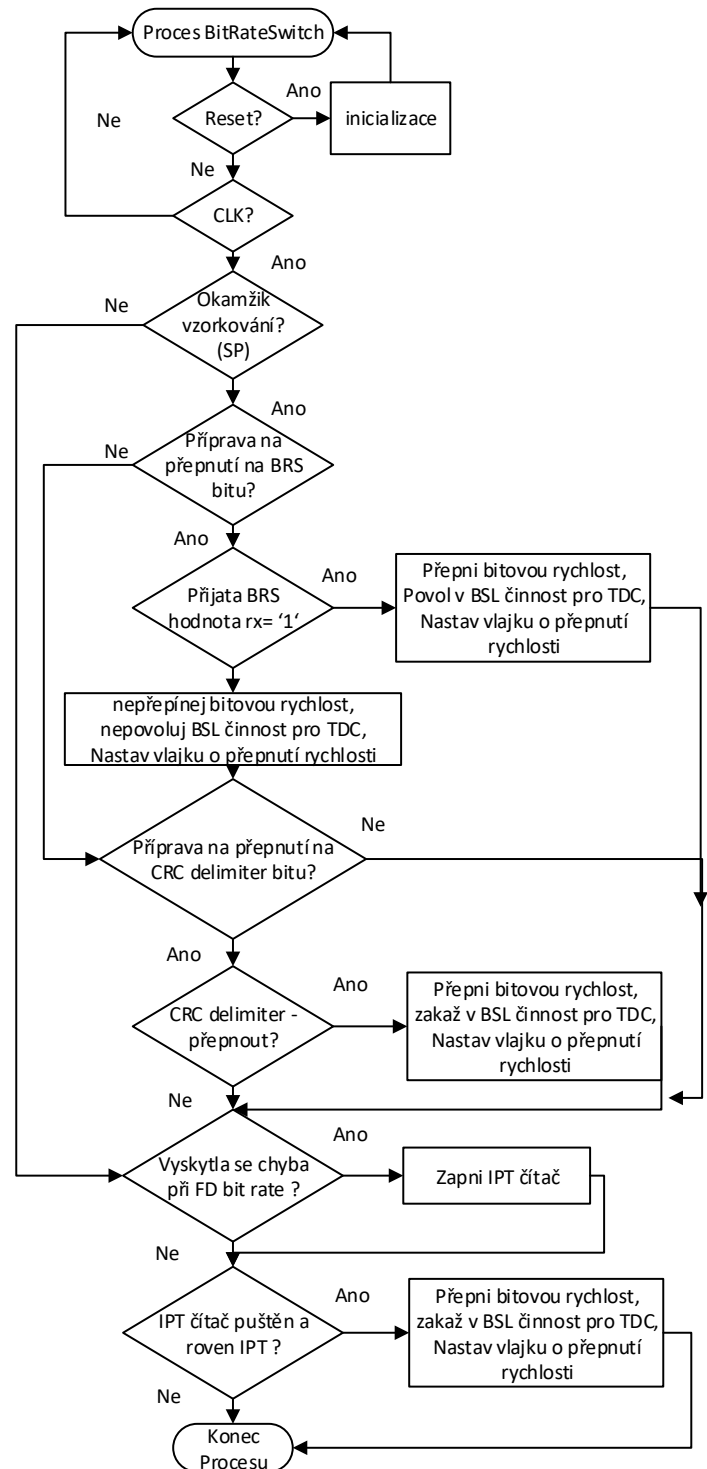 Proces BitRateSwitch
Ano
Reset?
inicializace
Ne
Ne
CLK?
Ano
Ne
Okamžik
vzorkování?
(SP)
Ano
Ne
Příprava na
přepnutí na BRS
bitu?
Ano
Přijata BRS
hodnota rx= ‘1‘
Ano
Přepni bitovou rychlost,
Povol v BSL činnost pro TDC,
Nastav vlajku o přepnutí
rychlosti
nepřepínej bitovou rychlost,
nepovoluj BSL činnost pro TDC,
Nastav vlajku o přepnutí rychlosti
Příprava na přepnutí na
CRC delimiter bitu?
Ne
Ano
CRC delimiter -
přepnout?
Ano
Přepni bitovou rychlost,
zakaž v BSL činnost pro TDC,
Nastav vlajku o přepnutí
rychlosti
Ne
Vyskytla se chyba
při FD bit rate ?
Ano
Zapni IPT čítač
Ne
IPT čítač puštěn a
roven IPT ?
Ano
Přepni bitovou rychlost,
zakaž v BSL činnost pro TDC,
Nastav vlajku o přepnutí
rychlosti
Ne
Konec
Procesu